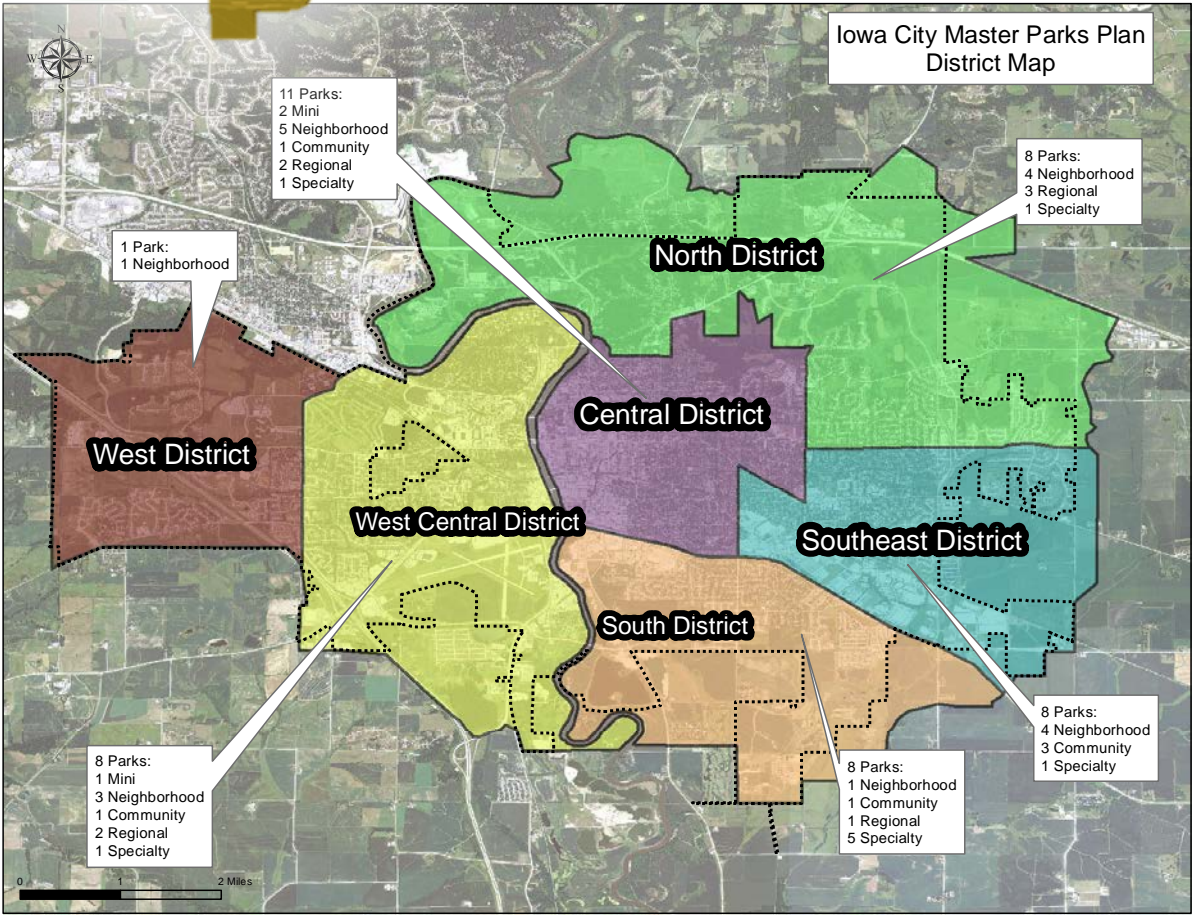 Iowa City Master Parks Plan
District Map
N
W
E
S
11 Parks:
2 Mini
5 Neighborhood
1 Community
2 Regional
1 Specialty
8 Parks:
4 Neighborhood
3 Regional
1 Specialty
1 Park:
1 Neighborhood
North District
Central District
West District
West Central District
Southeast District
South District
8 Parks:
4 Neighborhood
3 Community
1 Specialty
8 Parks:
1 Mini
3 Neighborhood
1 Community
2 Regional
1 Specialty
8 Parks:
1 Neighborhood
1 Community
1 Regional
5 Specialty
0 1 2 Miles